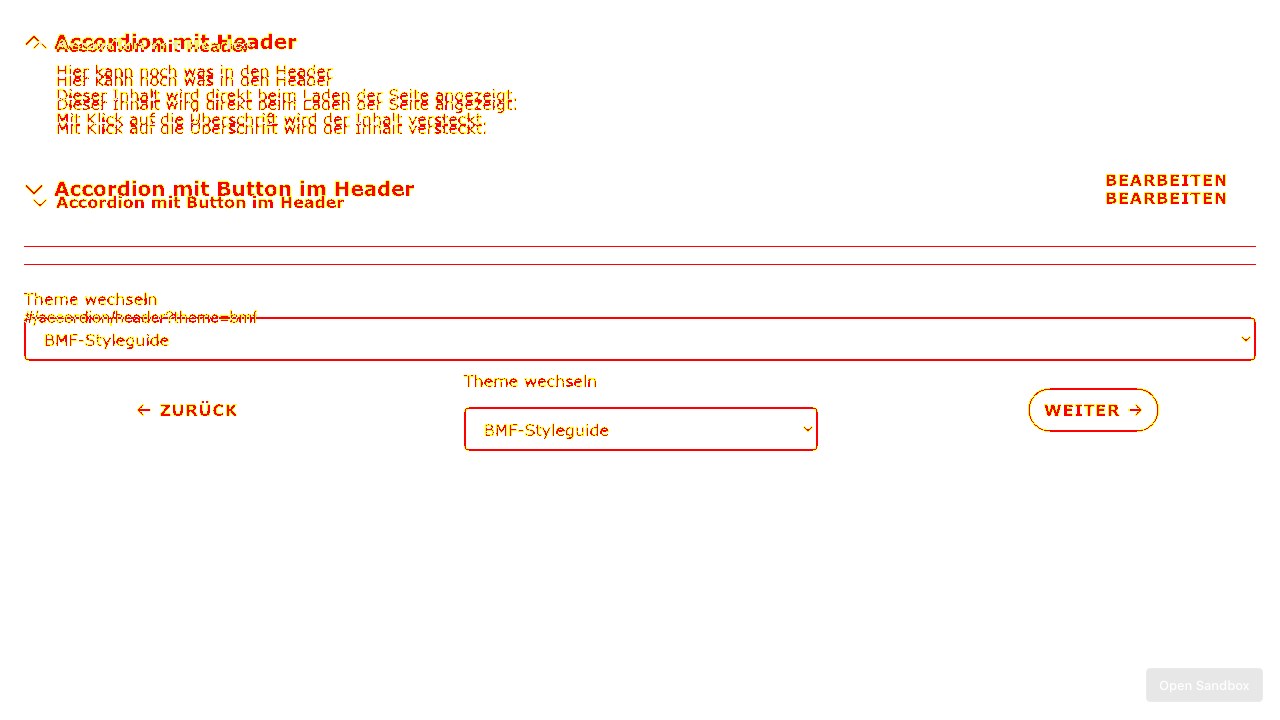 Accordion mit Header
Accordion mit Header
Hier kann noch was in den Header
Hier kann noch was in den Header
Dieser Inhalt wird direkt beim Laden der Seite angezeigt.
Dieser Inhalt wird direkt beim Laden der Seite angezeigt.
Mit Klick auf die Überschrift wird der Inhalt versteckt.
Mit Klick auf die Überschrift wird der Inhalt versteckt.
BEARBEITEN
Accordion mit Button im Header
BEARBEITEN
Accordion mit Button im Header
Theme wechseln
#/accordion/header?theme=bmf
BMF-Styleguide
Theme wechseln
← ZURÜCK
WEITER →
BMF-Styleguide
Open Sandbox